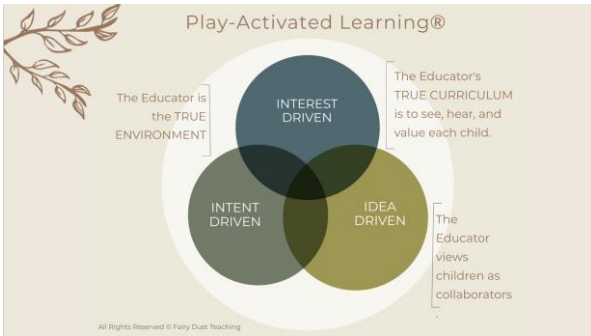 Play-Activated Learning®
The Educator is
the TRUE
ENVIRONMENT
INTEREST
DRIVEN
The Educator's
TRUE CURRICULUM
is to see, hear, and
value each child.
INTENT
DRIVEN
IDEA
DRIVEN
The
Educator
views
children as
collaborators
.
All Rights Reserved © Fairy Dust Teaching